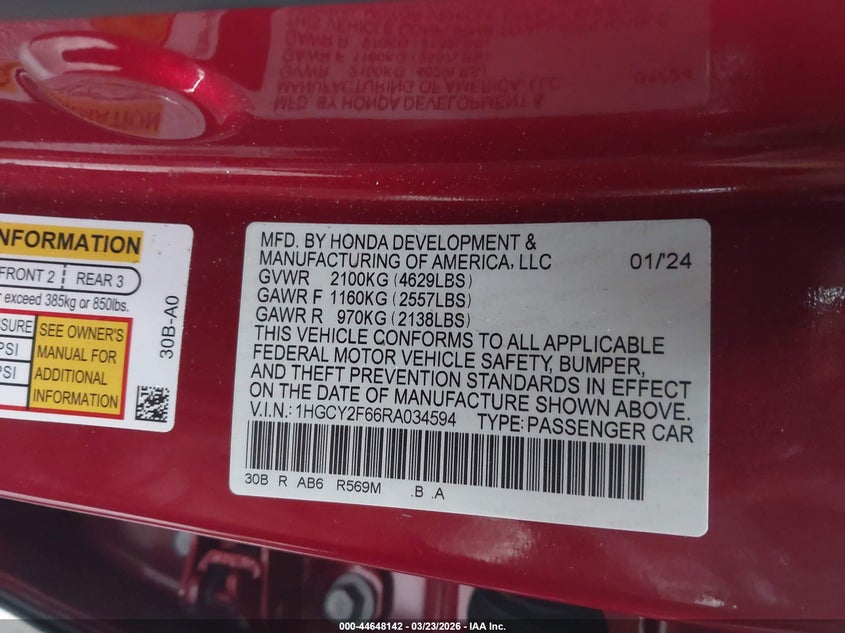 INFORMATION
FRONT 2 | REAR 3
exceed 385kg or 850lbs.
SEE OWNER'S
MANUAL FOR
ADDITIONAL
INFORMATION
PSI
PSI
30B-A0
MFD. BY HONDA DEVELOPMENT &
MANUFACTURING OF AMERICA, LLC 01/'24
GVWR 2100KG (4629LBS)
GAWR F 1160KG (2557LBS)
GAWR R 970KG (2138LBS)
THIS VEHICLE CONFORMS TO ALL APPLICABLE
FEDERAL MOTOR VEHICLE SAFETY, BUMPER,
AND THEFT PREVENTION STANDARDS IN EFFECT
ON THE DATE OF MANUFACTURE SHOWN ABOVE.
V.I.N.: 1HGCY2F66RA034594 TYPE: PASSENGER CAR
30B R AB6 R569M .B .A
000-44648142 — 03/23/2026 — IAA Inc.